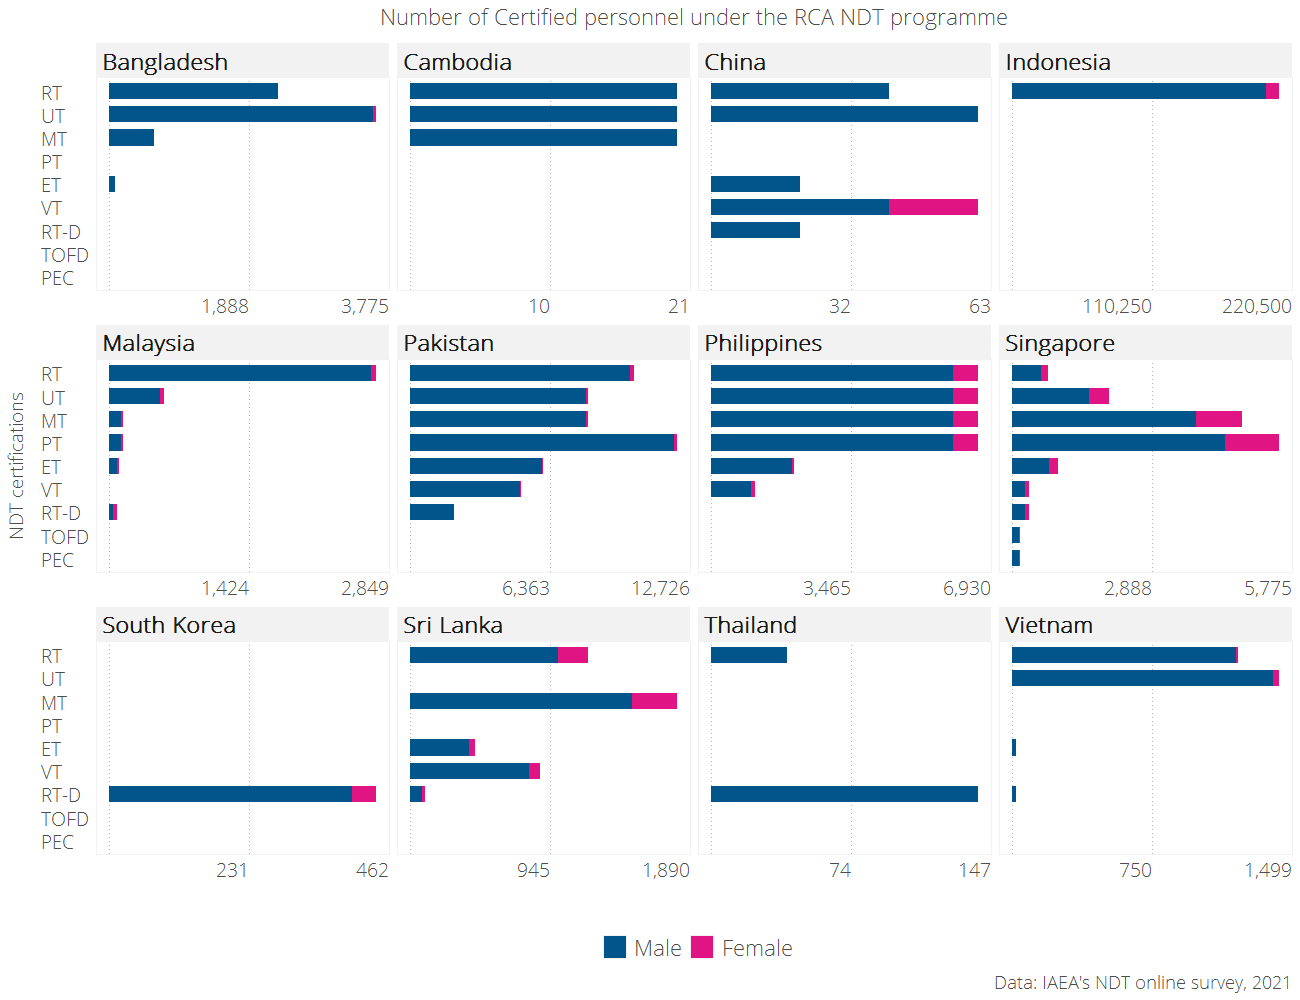 Number of Certified personnel under the RCA NDT programme
Bangladesh Cambodia China Indonesia
RT
UT
MT
PT
ET
VT
RT-D
TOFD
PEC
1,888 3,775 10 21 32 63 110,250 220,500
Malaysia Pakistan Philippines Singapore
NDT certifications
RT
UT
MT
PT
ET
VT
RT-D
TOFD
PEC
1,424 2,849 6,363 12,726 3,465 6,930 2,888 5,775
South Korea Sri Lanka Thailand Vietnam
RT
UT
MT
PT
ET
VT
RT-D
TOFD
PEC
231 462 945 1,890 74 147 750 1,499
Male Female
Data: IAEA's NDT online survey, 2021